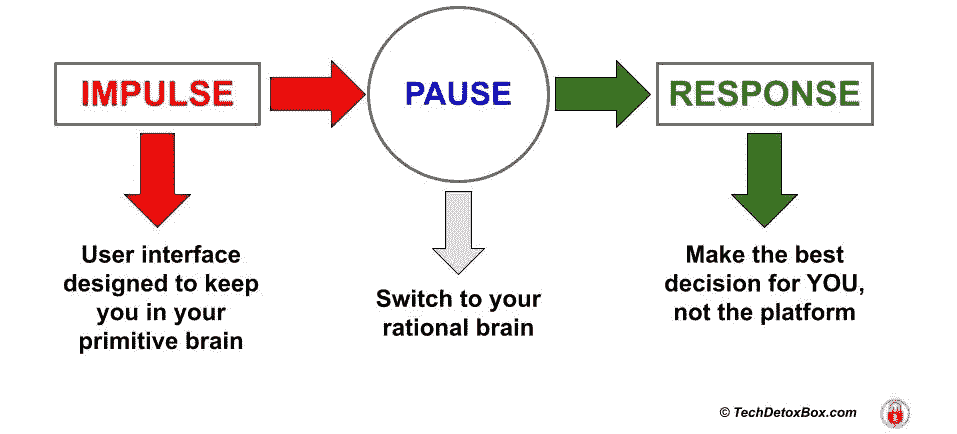 IMPULSE
PAUSE
RESPONSE
User interface
designed to keep
you in your
primitive brain
Switch to your
rational brain
Make the best
decision for YOU,
not the platform
© TechDetoxBox.com